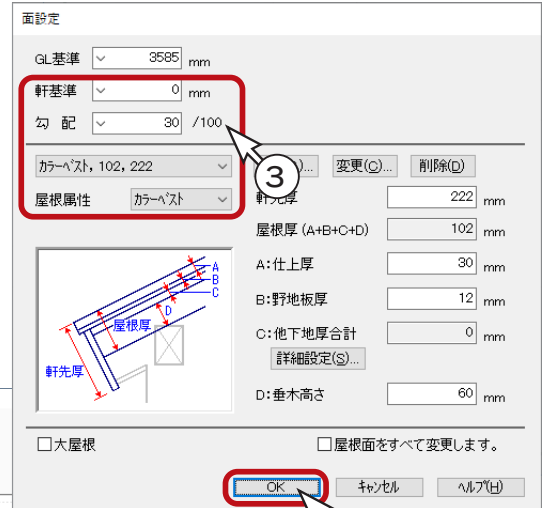 面設定
GL基準 3585 mm
軒基準 0 mm
勾 配 30 /100
カラーベスト, 102, 222 )... 変更(C)... 削除(D)
③
屋根属性 カラーベスト 軒先厚 222 mm
屋根厚 (A+B+C+D) 102 mm
A:仕上厚 30 mm
B:野地板厚 12 mm
C:他下地厚合計 0 mm
詳細設定(S)...
D:垂木高さ 60 mm
A
B
C
D
屋根厚
軒先厚
大屋根 屋根面をすべて変更します。
OK キャンセル ヘルプ(H)